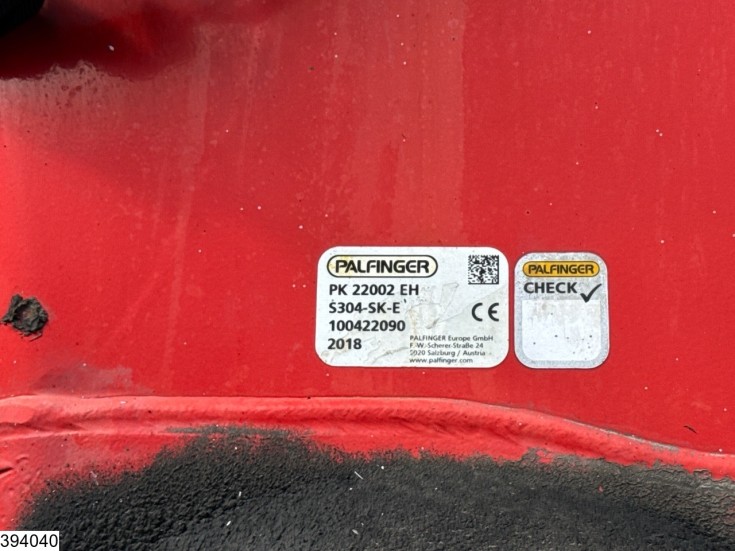 PALFINGER
PK 22002 EH
S304-SK-E
100422090
2018
PALFINGER Europe GmbH
F.-W.-Scherer-Straße 24
5020 Salzburg / Austria
www.palfinger.com
CE
PALFINGER
CHECK
394040